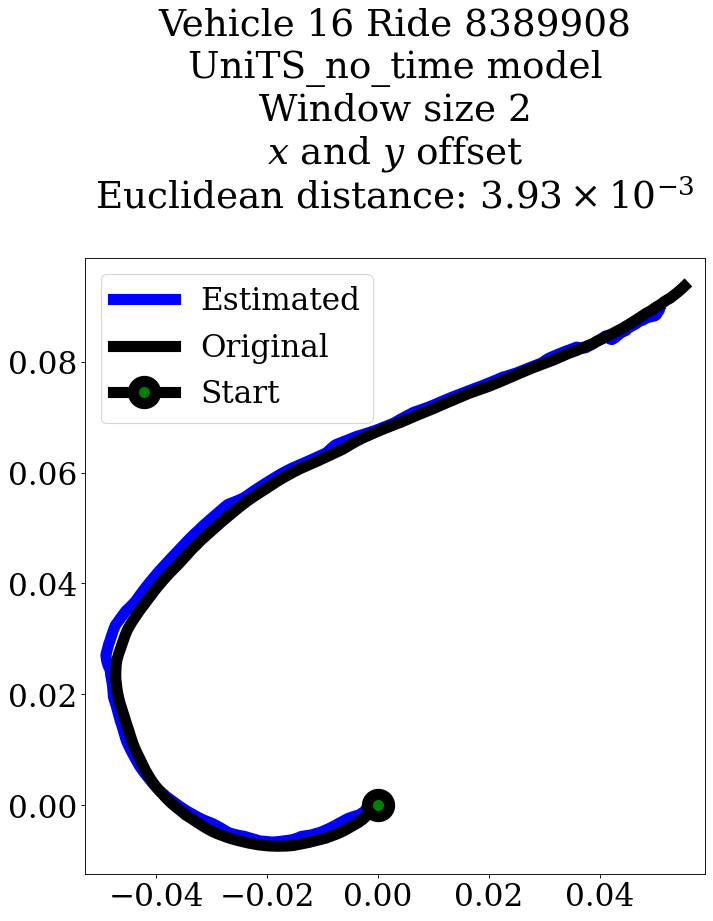 Vehicle 16 Ride 8389908
UniTS_no_time model
Window size 2
x and y offset
Euclidean distance: 3.93 × 10⁻³
Estimated
Original
Start
0.08
0.06
0.04
0.02
0.00
−0.04 −0.02 0.00 0.02 0.04